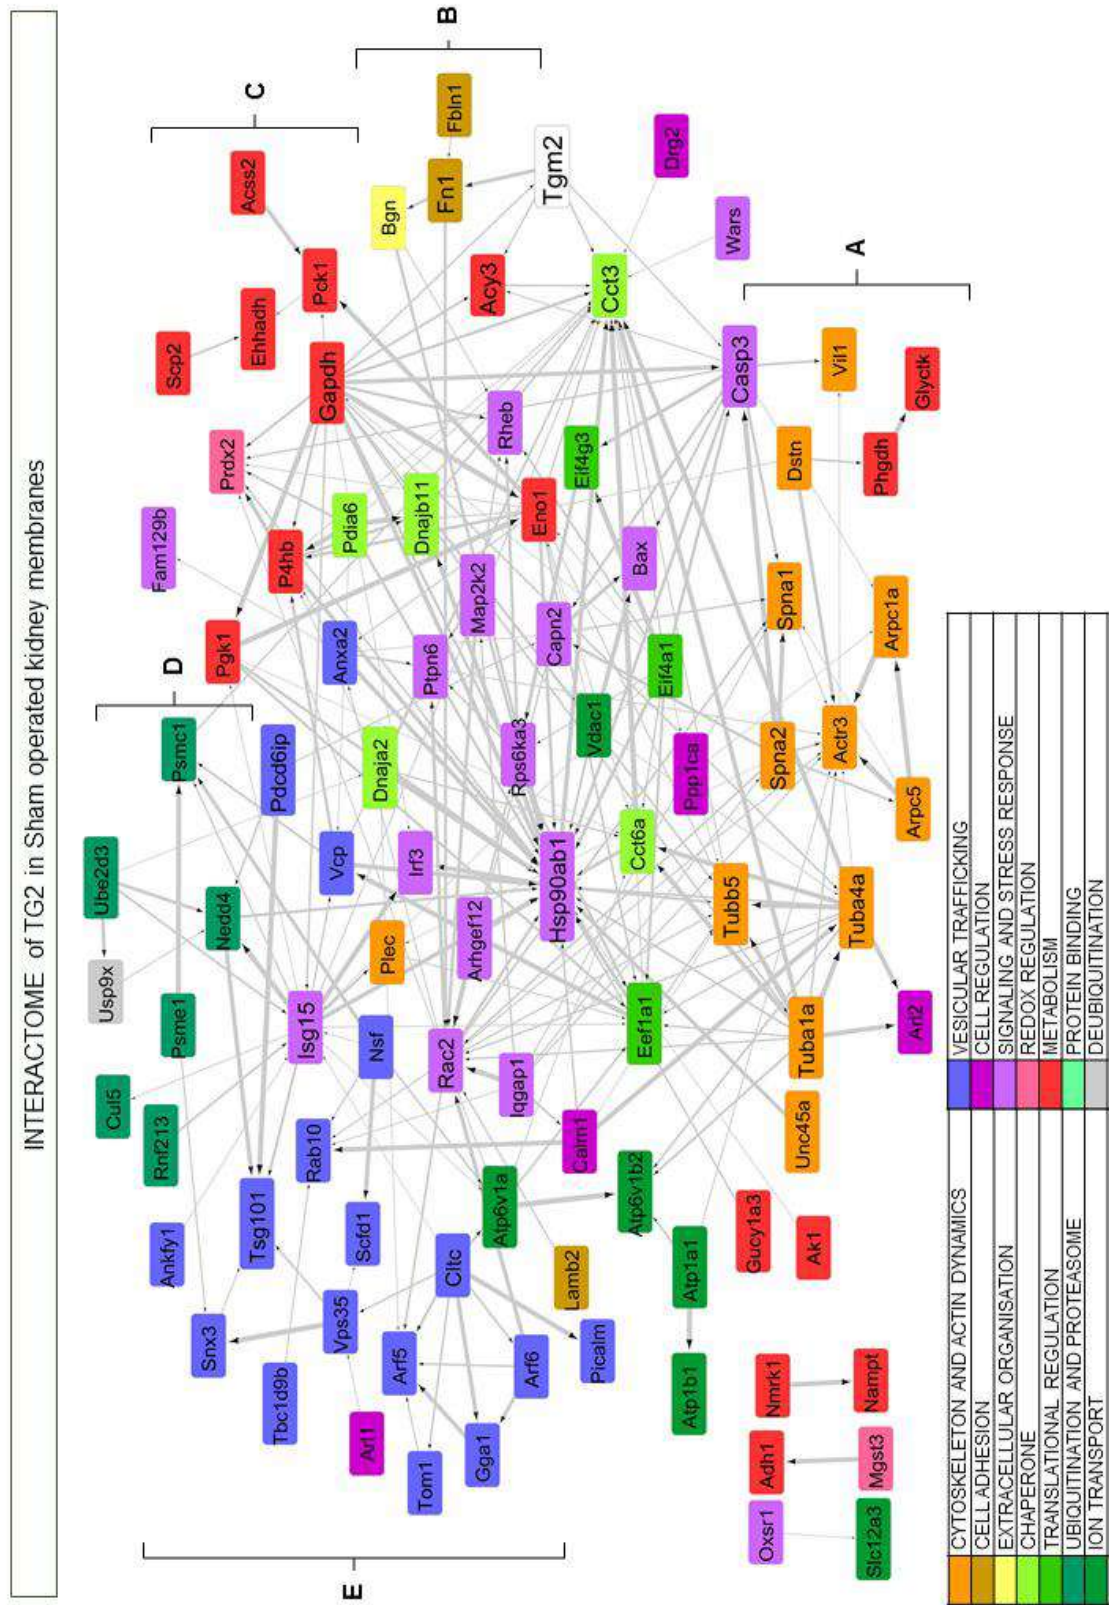 INTERACTOME of TG2 in Sham operated kidney membranes
E
D
C
B
A
Tom1
Gga1
Arl1
Tbc1d9b
Snx3
Vps35
Arf5
Arf6
Picalm
Cltc
Scfd1
Tsg101
Ankfy1
Rab10
Rnf213
Cul5
Psme1
Usp9x
Ube2d3
Nedd4
Isg15
Nsf
Plec
Irf3
Vcp
Pdcd6ip
Psmc1
Dnaja2
Pgk1
Anxa2
Fam129b
P4hb
Prdx2
Pdia6
Dnajb11
Scp2
Ehhadh
Gapdh
Pck1
Acss2
Bgn
Fn1
Fbln1
Tgm2
Acy3
Cct3
Drg2
Wars
Rheb
Eif4g3
Eno1
Map2k2
Ptpn6
Capn2
Bax
Casp3
Vil1
Dstn
Phgdh
Glyctk
Spna1
Arpc1a
Actr3
Spna2
Arpc5
Eif4a1
Vdac1
Ppp1ca
Rps6ka3
Cct6a
Hsp90ab1
Arhgef12
Rac2
Iqgap1
Calm1
Eef1a1
Tubb5
Tuba4a
Tuba1a
Arl2
Unc45a
Atp6v1a
Atp6v1b2
Lamb2
Atp1a1
Atp1b1
Gucy1a3
Ak1
Nmrk1
Nampt
Adh1
Mgst3
Oxsr1
Slc12a3
CYTOSKELETON AND ACTIN DYNAMICS
CELL ADHESION
EXTRACELLULAR ORGANISATION
CHAPERONE
TRANSLATIONAL REGULATION
UBIQUITINATION AND PROTEASOME
ION TRANSPORT
VESICULAR TRAFFICKING
CELL REGULATION
SIGNALING AND STRESS RESPONSE
REDOX REGULATION
METABOLISM
PROTEIN BINDING
DEUBIQUITINATION